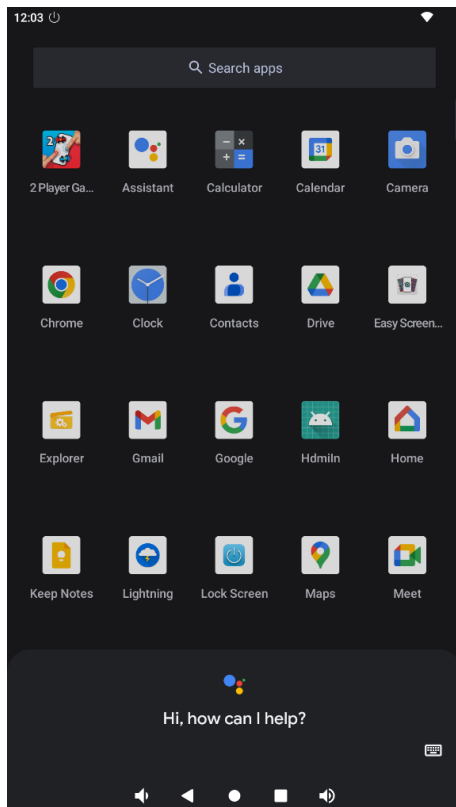 12:03
Search apps
2 Player Ga...
Assistant
Calculator
Calendar
Camera
Chrome
Clock
Contacts
Drive
Easy Screen...
Explorer
Gmail
Google
HdmiIn
Home
Keep Notes
Lightning
Lock Screen
Maps
Meet
Hi, how can I help?